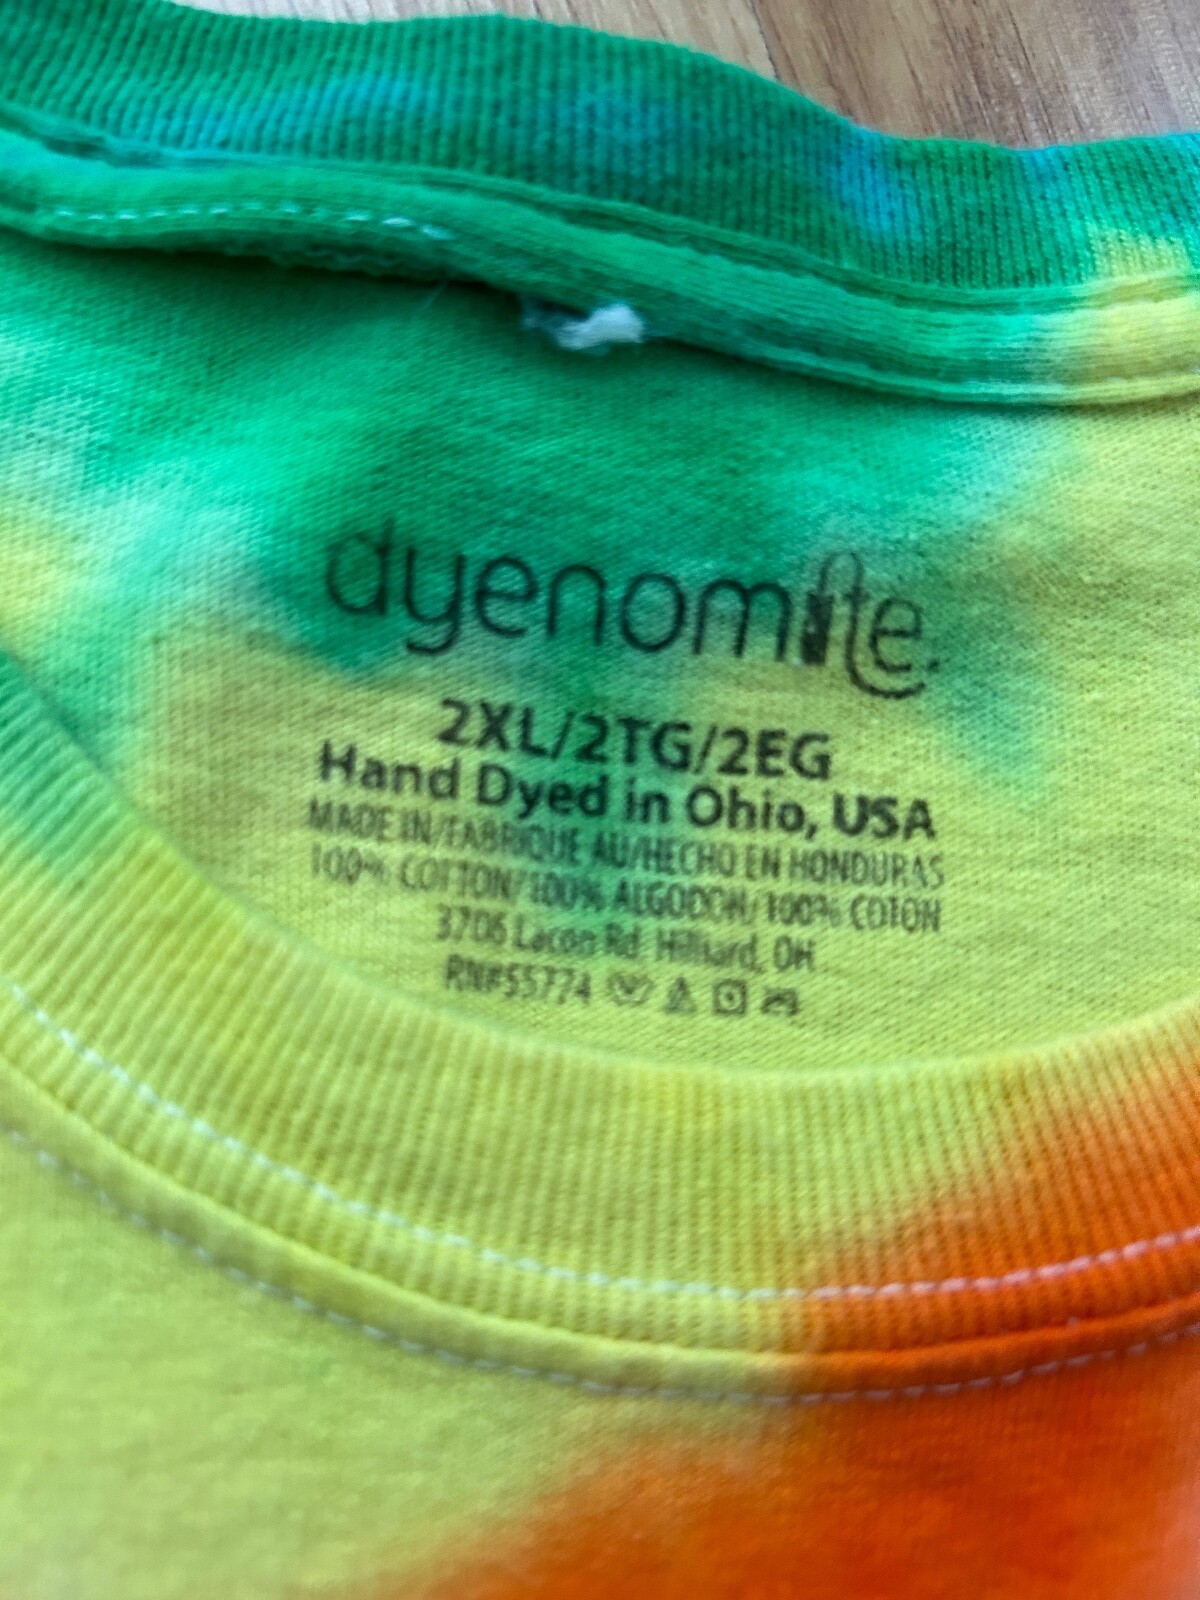 dyenomite.
2XL/2TG/2EG
Hand Dyed in Ohio, USA
MADE IN/FABRIQUE AU/HECHO EN HONDURAS
100% COTTON/100% ALGODON/100% COTON
3706 Lacon Rd. Hilliard, OH
RN#55774